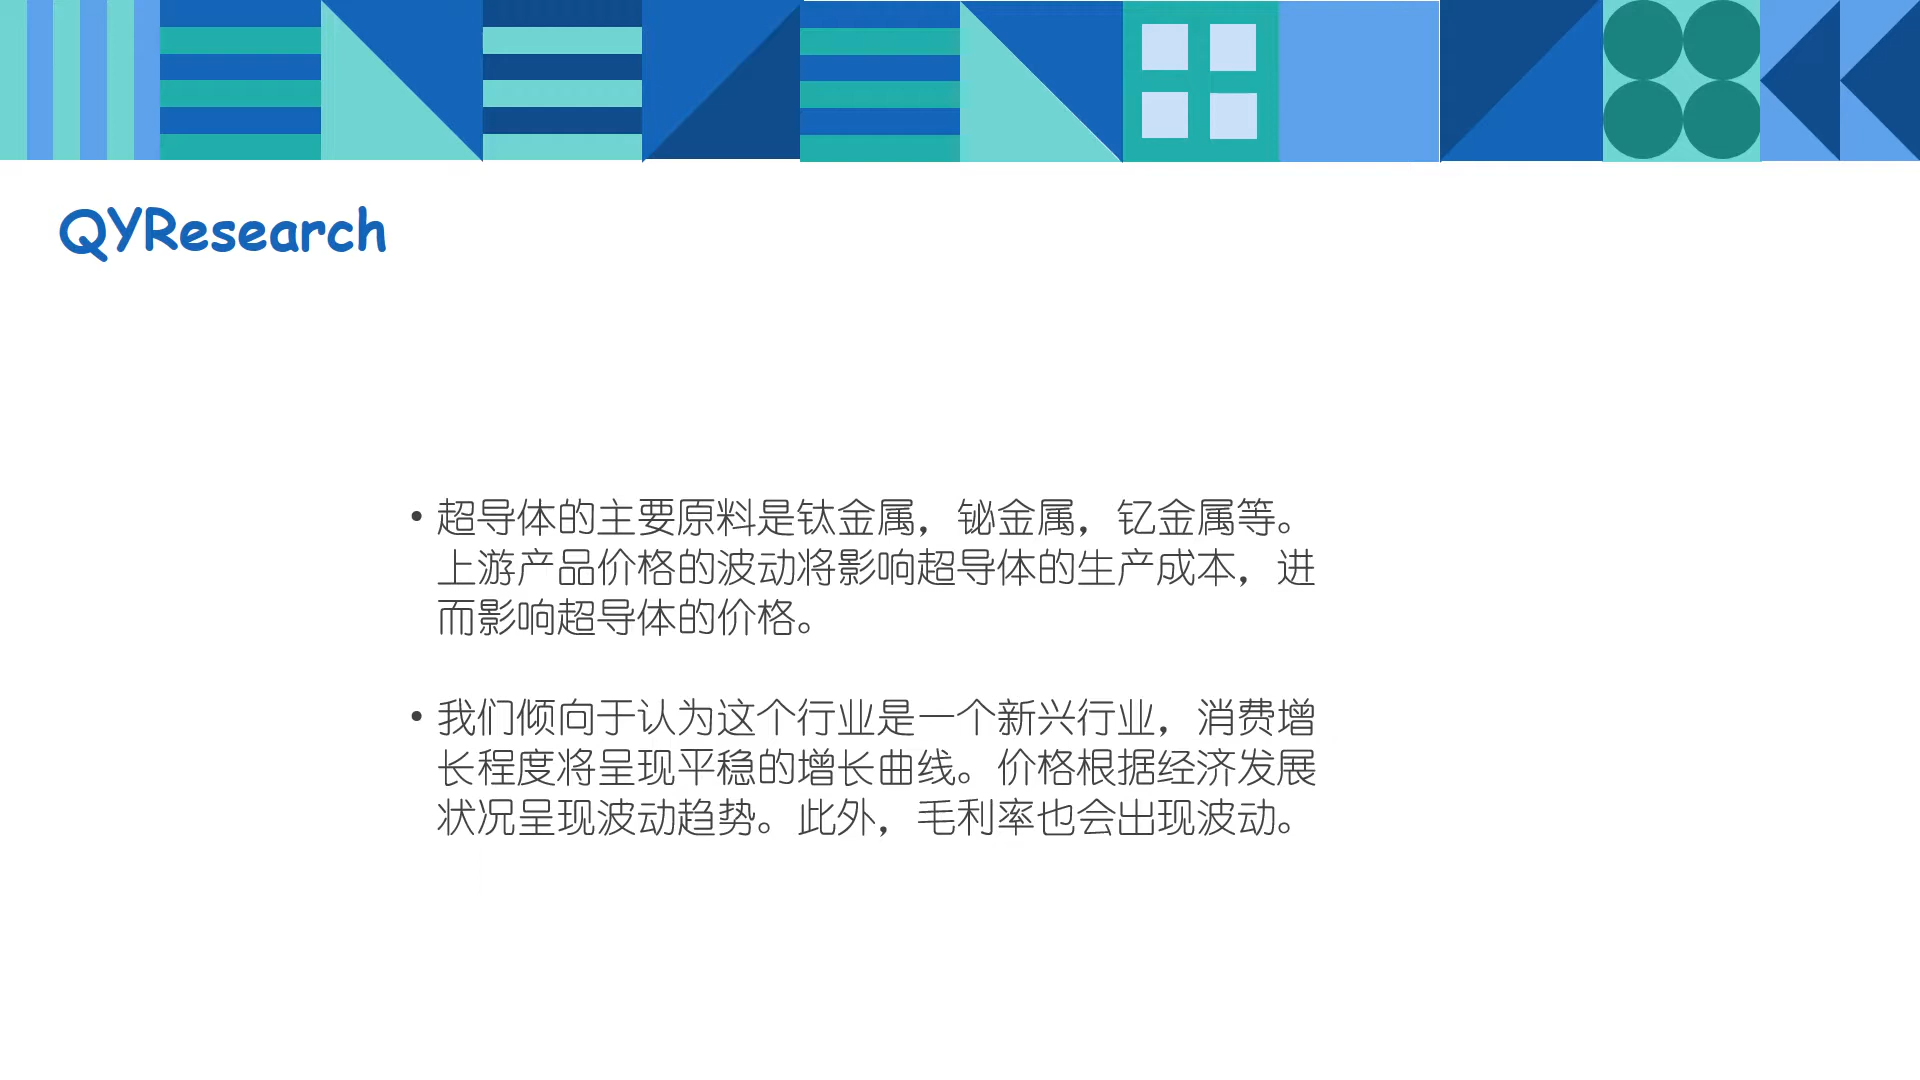 QYResearch
• 超导体的主要原料是钛金属，铋金属，钇金属等。
上游产品价格的波动将影响超导体的生产成本，进
而影响超导体的价格。
• 我们倾向于认为这个行业是一个新兴行业，消费增
长程度将呈现平稳的增长曲线。价格根据经济发展
状况呈现波动趋势。此外，毛利率也会出现波动。